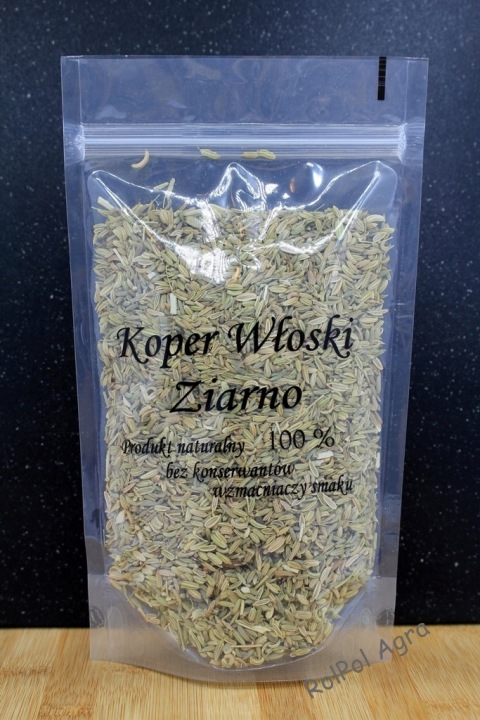 Koper Włoski
Ziarno
Produkt naturalny 100 %
bez konserwantów
wzmacniaczy smaku
RolPol Agra